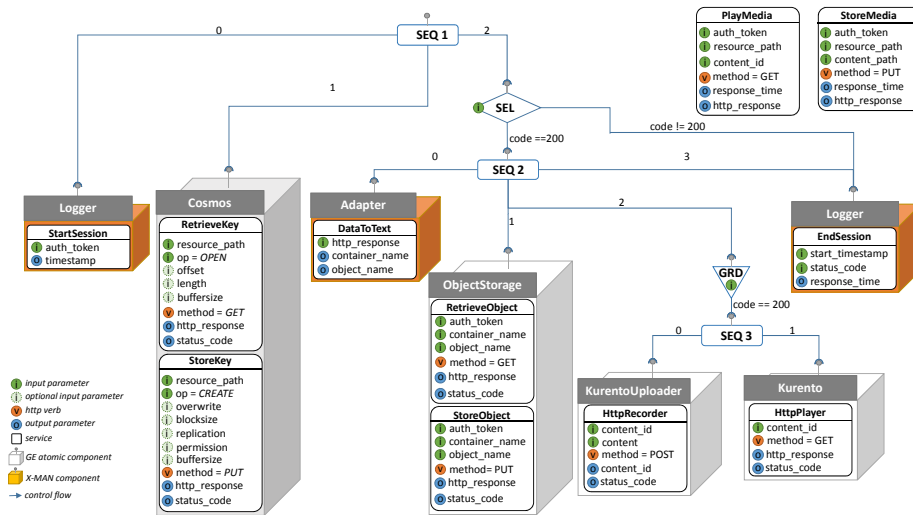 PlayMedia
i auth_token
i resource_path
i content_id
v method = GET
o response_time
o http_response
StoreMedia
i auth_token
i resource_path
i content_path
v method = PUT
o response_time
o http_response
0
SEQ 1
2
1
i SEL
code != 200
code ==200
0
SEQ 2
3
1
2
Logger
StartSession
i auth_token
o timestamp
Cosmos
RetrieveKey
i resource_path
i op = OPEN
i offset
i length
i buffersize
v method = GET
o http_response
o status_code
StoreKey
i resource_path
i op = CREATE
i overwrite
i blocksize
i replication
i permission
i buffersize
v method = PUT
o http_response
o status_code
Adapter
DataToText
i http_response
o container_name
o object_name
ObjectStorage
RetrieveObject
i auth_token
i container_name
i object_name
v method = GET
o http_response
o status_code
StoreObject
i auth_token
i container_name
i object_name
v method= PUT
o http_response
o status_code
Logger
EndSession
i start_timestamp
i status_code
o response_time
GRD
i
code == 200
0
SEQ 3
1
KurentoUploader
HttpRecorder
i content_id
i content
v method = POST
o content_id
o status_code
Kurento
HttpPlayer
i content_id
v method = GET
o http_response
o status_code
i input parameter
i optional input parameter
v http verb
o output parameter
service
GE atomic component
X-MAN component
control flow